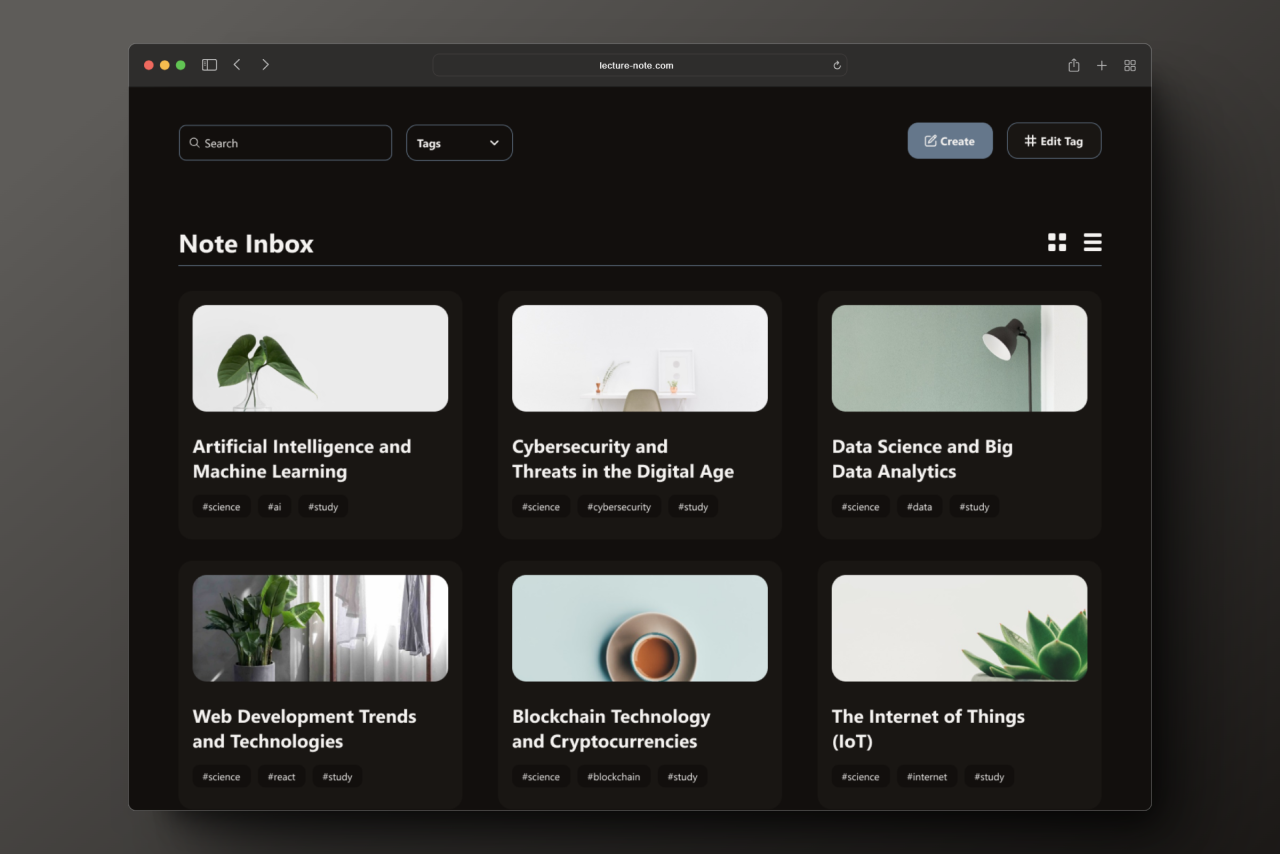 lecture-note.com
Search
Tags
Create
Edit Tag
Note Inbox
Artificial Intelligence and
Machine Learning
#science #ai #study
Cybersecurity and
Threats in the Digital Age
#science #cybersecurity #study
Data Science and Big
Data Analytics
#science #data #study
Web Development Trends
and Technologies
#science #react #study
Blockchain Technology
and Cryptocurrencies
#science #blockchain #study
The Internet of Things
(IoT)
#science #internet #study